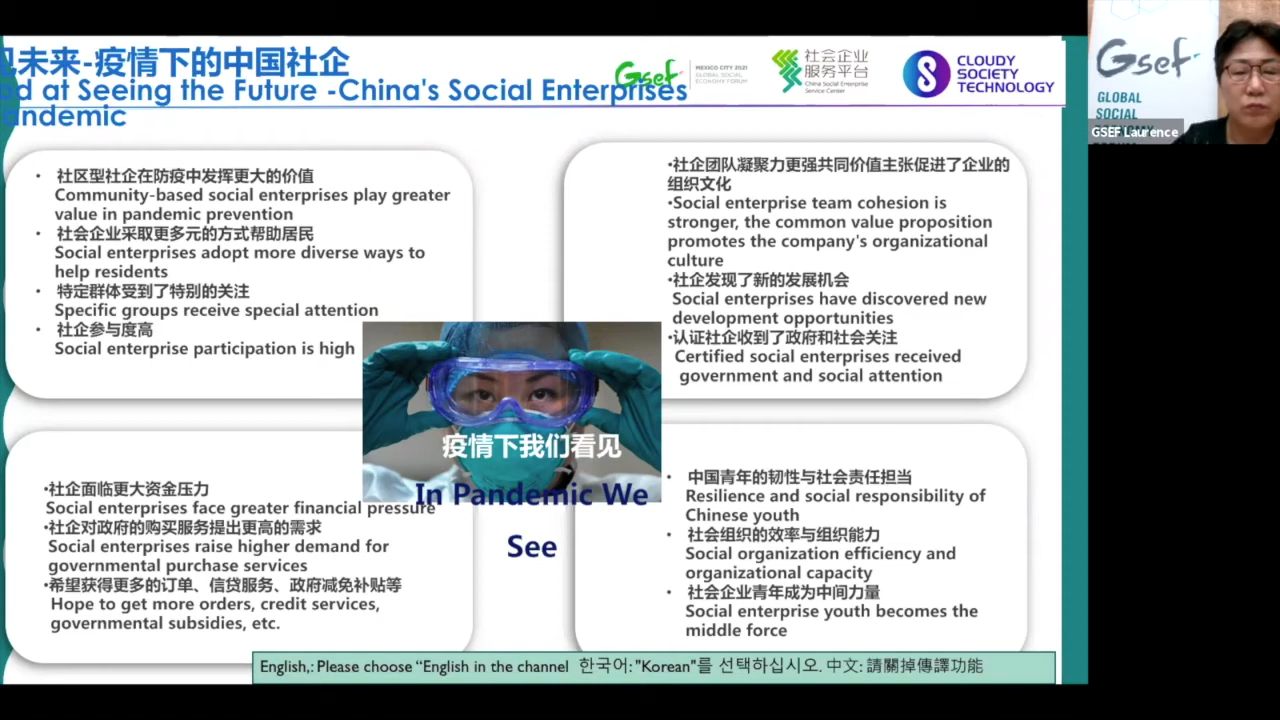 见未来-疫情下的中国社企
at Seeing the Future -China's Social Enterprises
andemic
Gsef
MEXICO CITY 2021
GLOBAL SOCIAL
ECONOMY FORUM
社会企业
服务平台
China Social Enterprise
Service Center
CLOUDY
SOCIETY
TECHNOLOGY
Gsef
GLOBAL
SOCIAL
GSEF Laurence
• 社区型社企在防疫中发挥更大的价值
Community-based social enterprises play greater
value in pandemic prevention
• 社会企业采取更多元的方式帮助居民
Social enterprises adopt more diverse ways to
help residents
• 特定群体受到了特别的关注
Specific groups receive special attention
• 社企参与度高
Social enterprise participation is high
•社企团队凝聚力更强共同价值主张促进了企业的
组织文化
•Social enterprise team cohesion is
stronger, the common value proposition
promotes the company's organizational
culture
•社企发现了新的发展机会
Social enterprises have discovered new
development opportunities
•认证社企收到了政府和社会关注
Certified social enterprises received
government and social attention
疫情下我们看见
In Pandemic We
See
•社企面临更大资金压力
Social enterprises face greater financial pressure
•社企对政府的购买服务提出更高的需求
Social enterprises raise higher demand for
governmental purchase services
•希望获得更多的订单、信贷服务、政府减免补贴等
Hope to get more orders, credit services,
governmental subsidies, etc.
• 中国青年的韧性与社会责任担当
Resilience and social responsibility of
Chinese youth
• 社会组织的效率与组织能力
Social organization efficiency and
organizational capacity
• 社会企业青年成为中间力量
Social enterprise youth becomes the
middle force
English,: Please choose “English in the channel 한국어: "Korean"를 선택하십시오. 中文: 請關掉傳譯功能